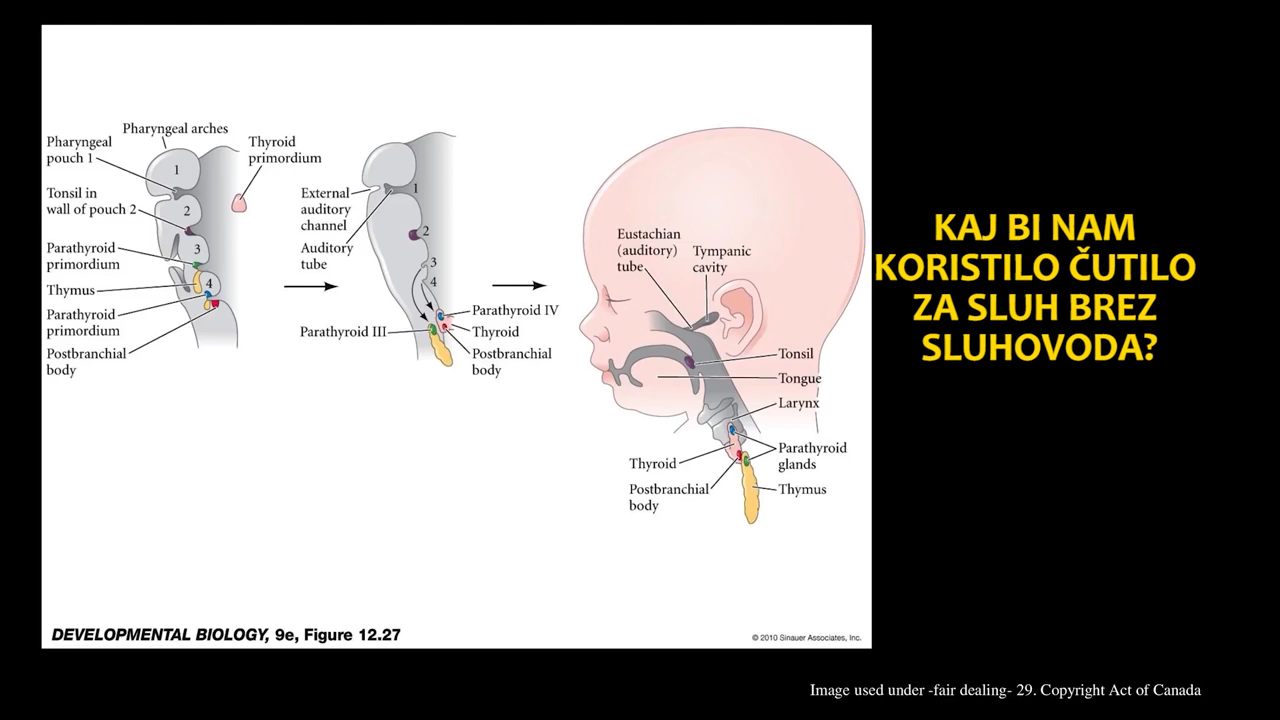 Pharyngeal arches
Pharyngeal
pouch 1
Thyroid
primordium
1
Tonsil in
wall of pouch 2
2
Parathyroid
primordium
3
Thymus
4
Parathyroid
primordium
Postbranchial
body
External
auditory
channel
1
Auditory
tube
2
3
4
Parathyroid IV
Parathyroid III
Thyroid
Postbranchial
body
Eustachian
(auditory)
tube
Tympanic
cavity
Tonsil
Tongue
Larynx
Parathyroid
glands
Thyroid
Postbranchial
body
Thymus
DEVELOPMENTAL BIOLOGY, 9e, Figure 12.27
© 2010 Sinauer Associates, Inc.
KAJ BI NAM
KORISTILO ČUTILO
ZA SLUH BREZ
SLUHOVODA?
Image used under -fair dealing- 29. Copyright Act of Canada